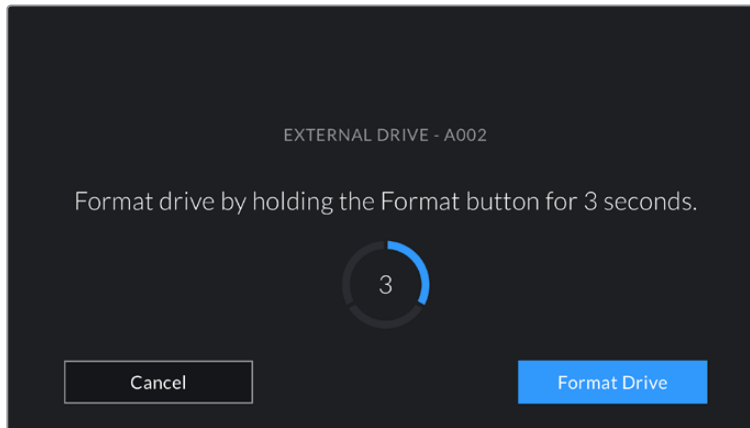 EXTERNAL DRIVE - A002
Format drive by holding the Format button for 3 seconds.
3
Cancel
Format Drive